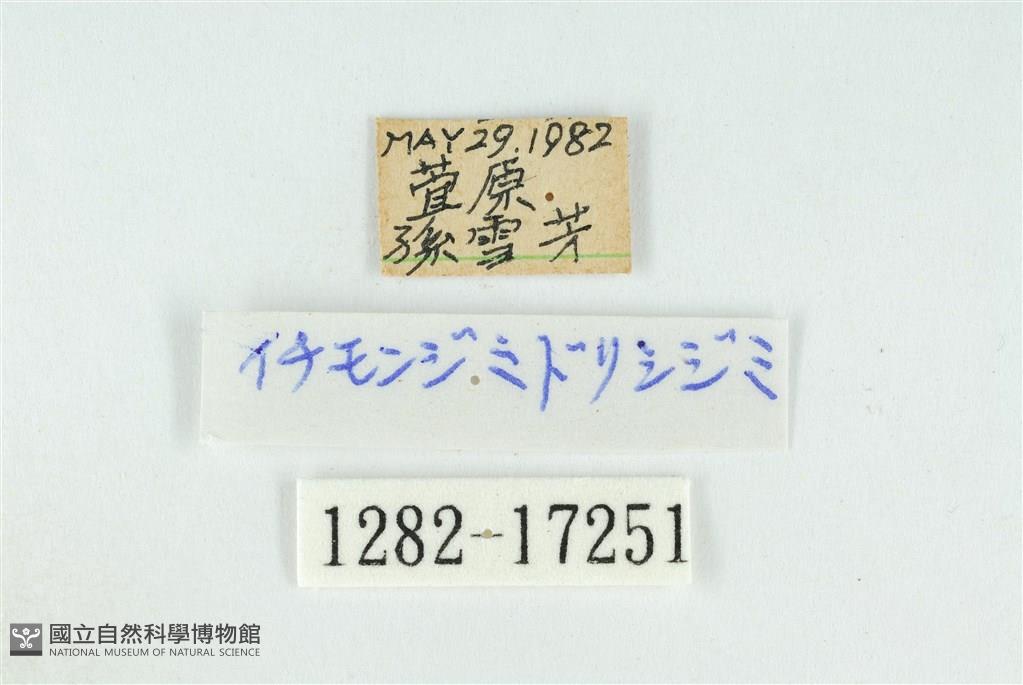 MAY 29.1982
萱原
孫雪芳
イチモンジミドリシジミ
1282-17251
國立自然科學博物館
NATIONAL MUSEUM OF NATURAL SCIENCE